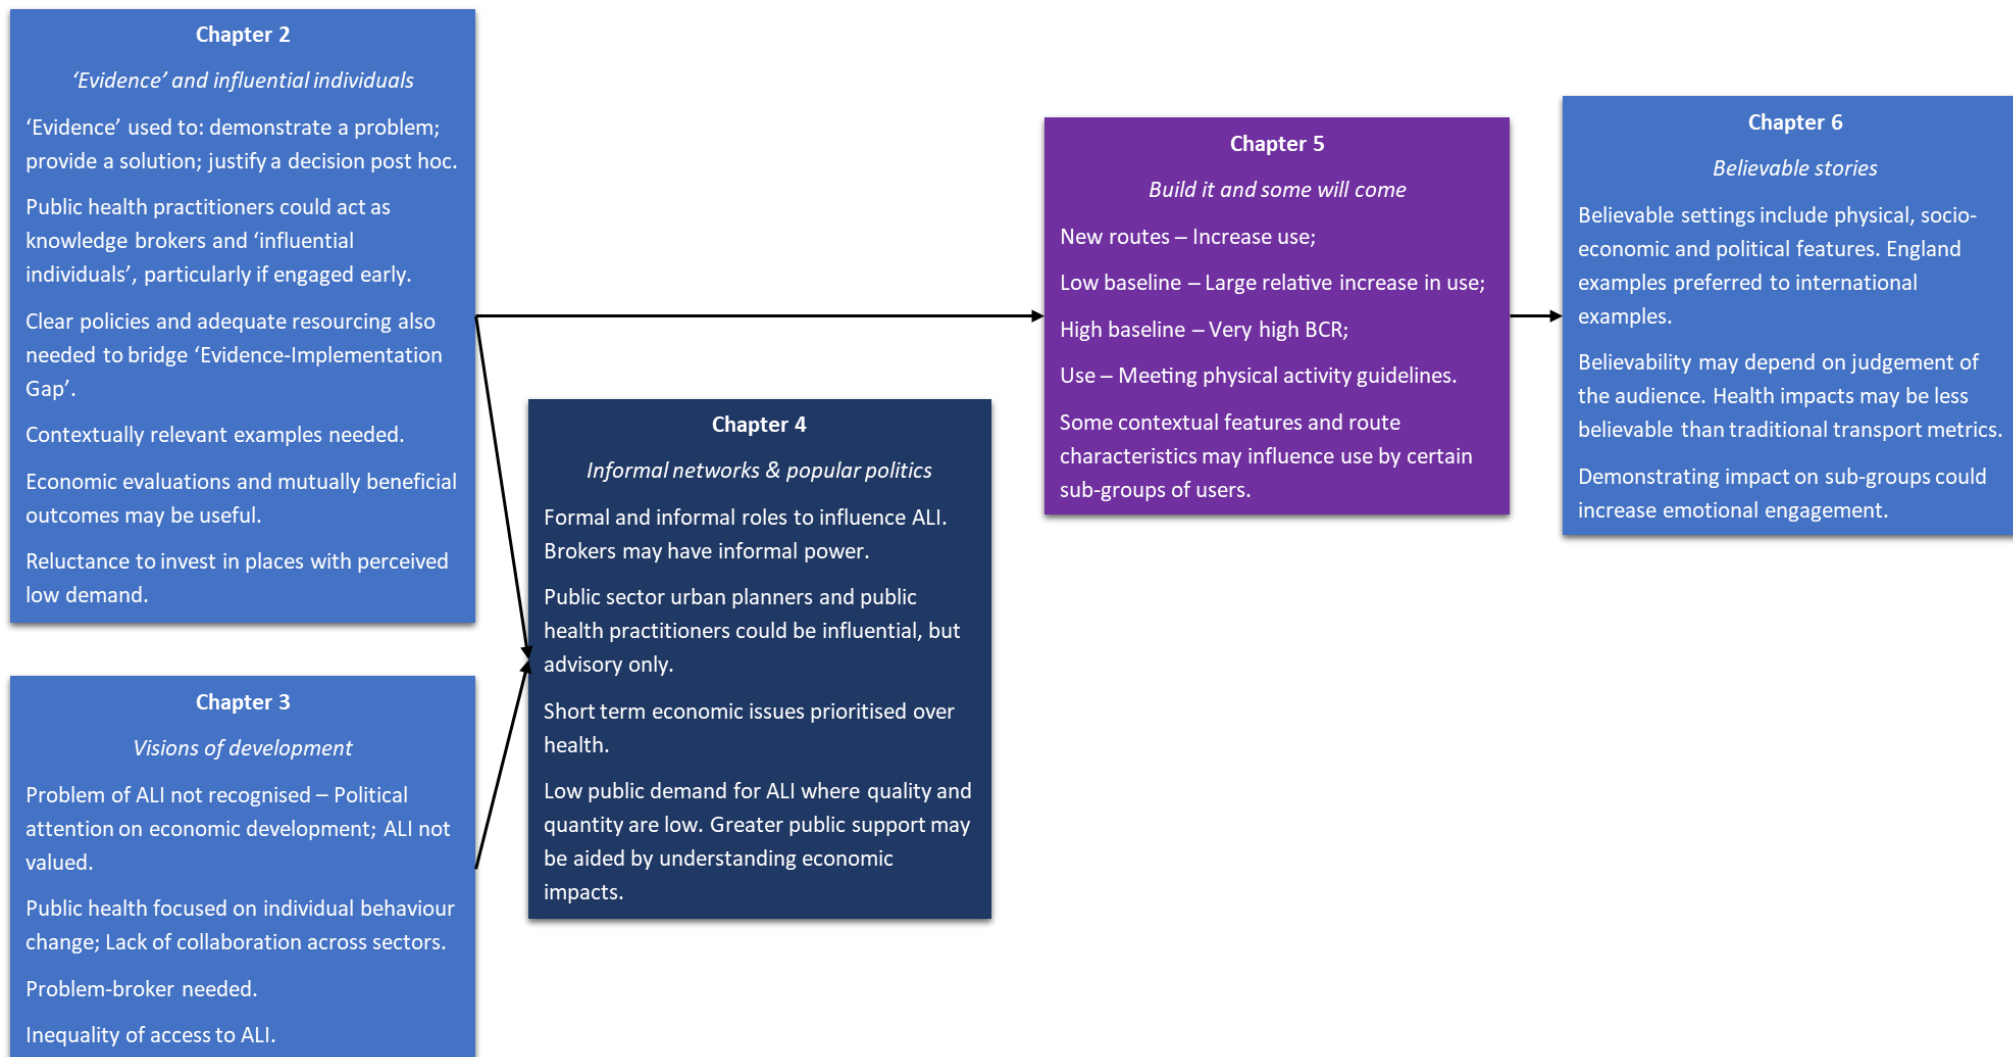 Chapter 2
‘Evidence’ and influential individuals
‘Evidence’ used to: demonstrate a problem;
provide a solution; justify a decision post hoc.
Public health practitioners could act as
knowledge brokers and ‘influential
individuals’, particularly if engaged early.
Clear policies and adequate resourcing also
needed to bridge ‘Evidence-Implementation
Gap’.
Contextually relevant examples needed.
Economic evaluations and mutually beneficial
outcomes may be useful.
Reluctance to invest in places with perceived
low demand.
Chapter 3
Visions of development
Problem of ALI not recognised – Political
attention on economic development; ALI not
valued.
Public health focused on individual behaviour
change; Lack of collaboration across sectors.
Problem-broker needed.
Inequality of access to ALI.
Chapter 4
Informal networks & popular politics
Formal and informal roles to influence ALI.
Brokers may have informal power.
Public sector urban planners and public
health practitioners could be influential, but
advisory only.
Short term economic issues prioritised over
health.
Low public demand for ALI where quality and
quantity are low. Greater public support may
be aided by understanding economic
impacts.
Chapter 5
Build it and some will come
New routes – Increase use;
Low baseline – Large relative increase in use;
High baseline – Very high BCR;
Use – Meeting physical activity guidelines.
Some contextual features and route
characteristics may influence use by certain
sub-groups of users.
Chapter 6
Believable stories
Believable settings include physical, socio-
economic and political features. England
examples preferred to international
examples.
Believability may depend on judgement of
the audience. Health impacts may be less
believable than traditional transport metrics.
Demonstrating impact on sub-groups could
increase emotional engagement.